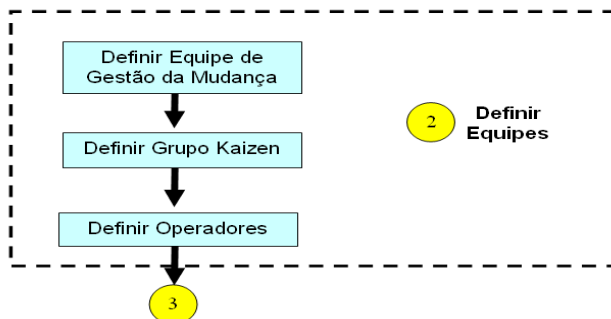 Definir Equipe de
Gestão da Mudança
2
Definir
Equipes
Definir Grupo Kaizen
Definir Operadores
3